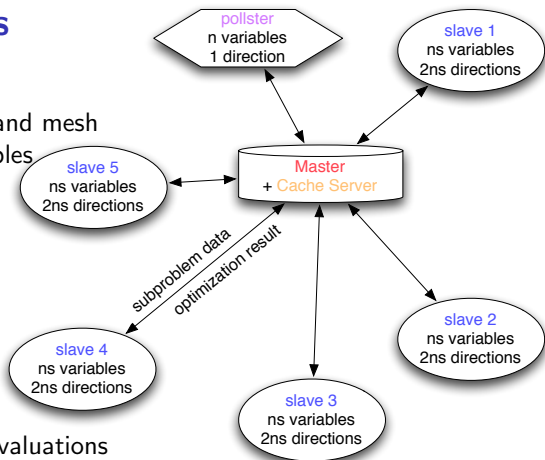 s
and mesh
ples
valuations
pollster
n variables
1 direction
slave 1
ns variables
2ns directions
Master
+ Cache Server
slave 5
ns variables
2ns directions
subproblem data
optimization result
slave 4
ns variables
2ns directions
slave 3
ns variables
2ns directions
slave 2
ns variables
2ns directions